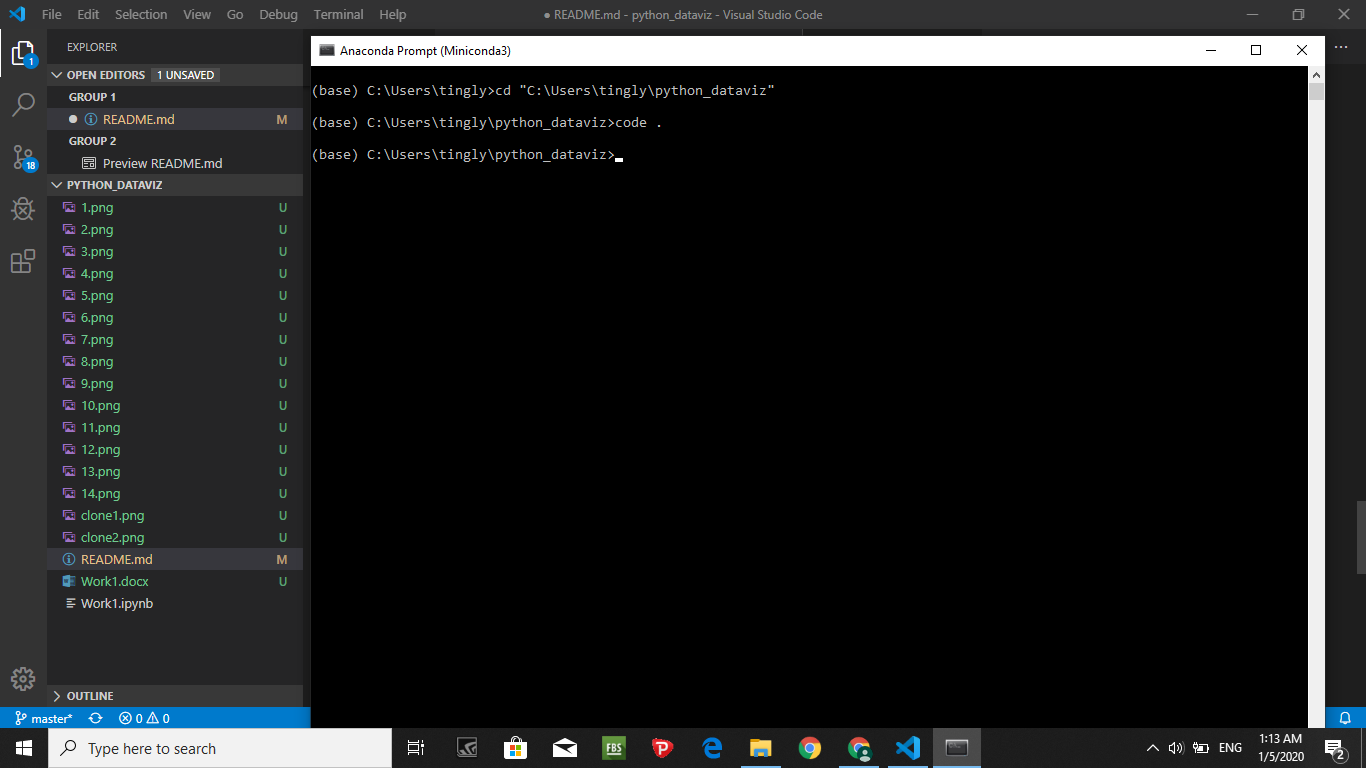 File Edit Selection View Go Debug Terminal Help
● README.md - python_dataviz - Visual Studio Code
EXPLORER
OPEN EDITORS 1 UNSAVED
GROUP 1
README.md M
GROUP 2
Preview README.md
PYTHON_DATAVIZ
1.png U
2.png U
3.png U
4.png U
5.png U
6.png U
7.png U
8.png U
9.png U
10.png U
11.png U
12.png U
13.png U
14.png U
clone1.png U
clone2.png U
README.md M
Work1.docx U
Work1.ipynb
OUTLINE
1
18
master*
0 0
Anaconda Prompt (Miniconda3)
(base) C:\Users\tingly>cd "C:\Users\tingly\python_dataviz"
(base) C:\Users\tingly\python_dataviz>code .
(base) C:\Users\tingly\python_dataviz>
Type here to search
FBS
ENG
1:13 AM
1/5/2020
2